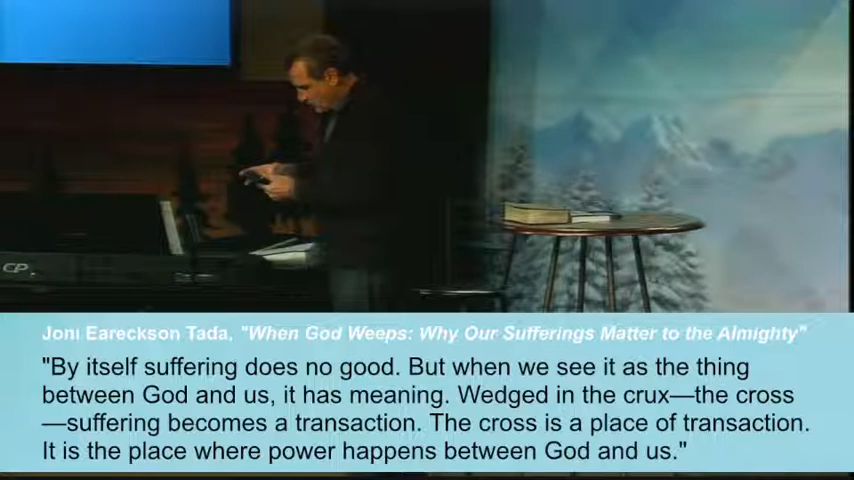 CP
Joni Eareckson Tada, "When God Weeps: Why Our Sufferings Matter to the Almighty"
"By itself suffering does no good. But when we see it as the thing
between God and us, it has meaning. Wedged in the crux—the cross
—suffering becomes a transaction. The cross is a place of transaction.
It is the place where power happens between God and us."